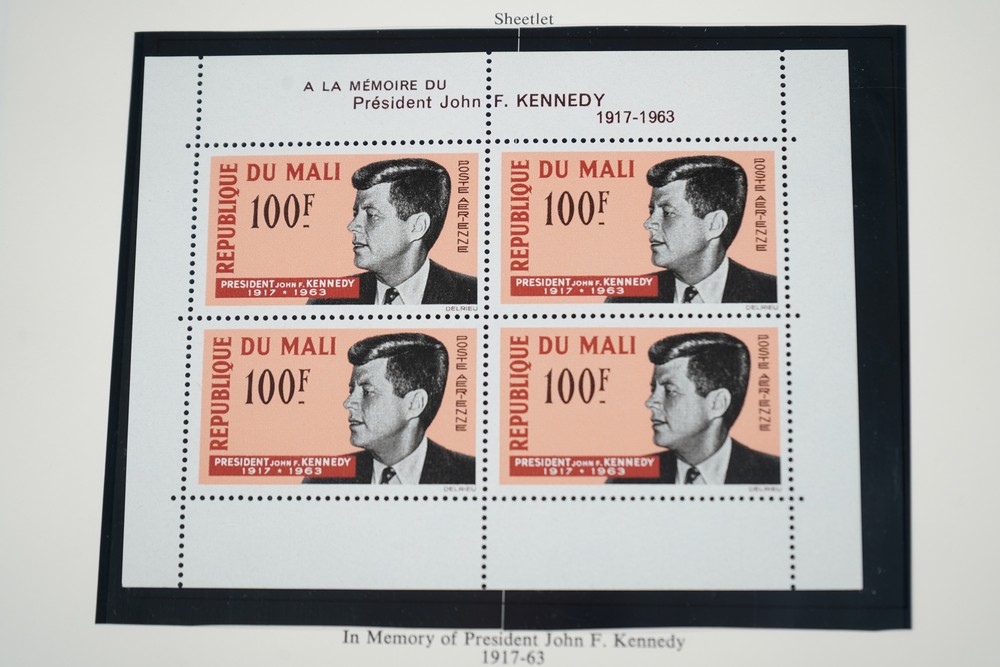 Sheetlet
A LA MÉMOIRE DU
Président John F. KENNEDY
1917-1963
REPUBLIQUE
DU MALI
100F
POSTE AERIENNE
PRESIDENT JOHN F. KENNEDY
1917 • 1963
DELRIEU
REPUBLIQUE
DU MALI
100F
POSTE AERIENNE
PRESIDENT JOHN F. KENNEDY
1917 • 1963
DELRIEU
REPUBLIQUE
DU MALI
100F
POSTE AERIENNE
PRESIDENT JOHN F. KENNEDY
1917 • 1963
DELRIEU
REPUBLIQUE
DU MALI
100F
POSTE AERIENNE
PRESIDENT JOHN F. KENNEDY
1917 • 1963
DELRIEU
In Memory of President John F. Kennedy
1917-63